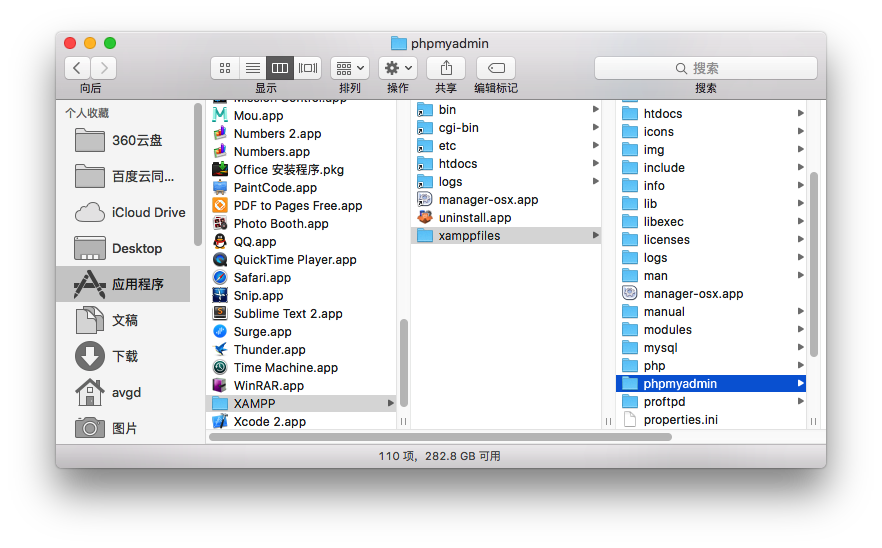 phpmyadmin
向后
显示
排列
操作
共享
编辑标记
搜索
搜索
个人收藏
360云盘
百度云同...
iCloud Drive
Desktop
应用程序
文稿
下载
avgd
图片
Mission Control.app
Mou.app
Numbers 2.app
Numbers.app
Office 安装程序.pkg
PaintCode.app
PDF to Pages Free.app
Photo Booth.app
QQ.app
QuickTime Player.app
Safari.app
Snip.app
Sublime Text 2.app
Surge.app
Thunder.app
Time Machine.app
WinRAR.app
XAMPP
Xcode 2.app
bin
cgi-bin
etc
htdocs
logs
manager-osx.app
uninstall.app
xamppfiles
htdocs
icons
img
include
info
lib
libexec
licenses
logs
man
manager-osx.app
manual
modules
mysql
php
phpmyadmin
proftpd
properties.ini
110 项，282.8 GB 可用